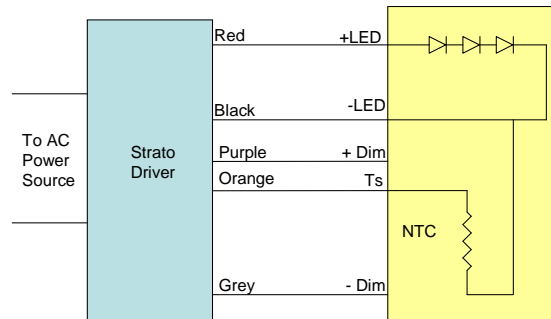 Red +LED
Black -LED
To AC
Power
Source
Strato
Driver
Purple + Dim
Orange Ts
NTC
Grey - Dim